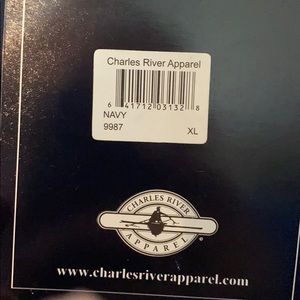 Charles River Apparel
6 41712 03132 8
NAVY
9987 XL
CHARLES RIVER
APPAREL
®
www.charlesriverapparel.com